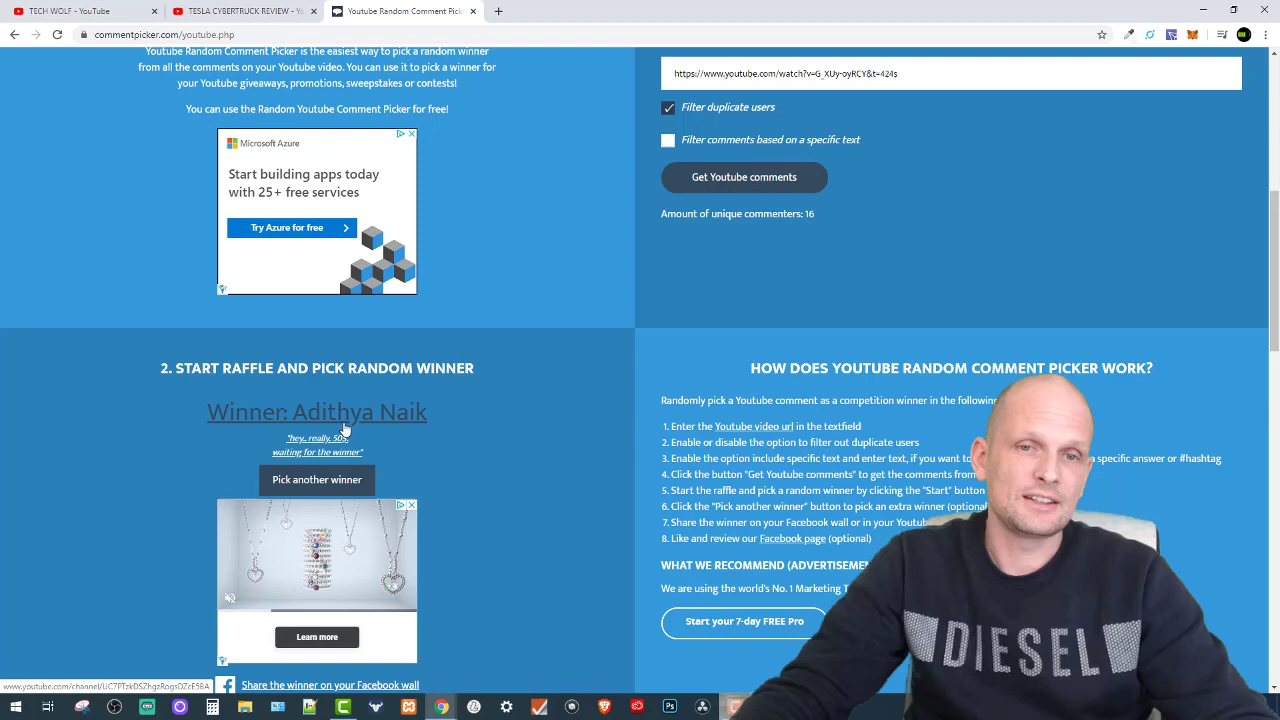 TECH WOLF - YouTube
TESLA CYBERTRUCK REVIEW - Yo
CommentPicker - YouTube
commentpicker.com/youtube.php
Youtube Random Comment Picker is the easiest way to pick a random winner
from all the comments on your Youtube video. You can use it to pick a winner for
your Youtube giveaways, promotions, sweepstakes or contests!
You can use the Random Youtube Comment Picker for free!
Microsoft Azure
Start building apps today
with 25+ free services
Try Azure for free
https://www.youtube.com/watch?v=G_XUy-oyRCY&t=424s
Filter duplicate users
Filter comments based on a specific text
Get Youtube comments
Amount of unique commenters: 16
2. START RAFFLE AND PICK RANDOM WINNER
Winner: Adithya Naik
"hey.. really. 50$.
waiting for the winner"
Pick another winner
Learn more
Share the winner on your Facebook wall
www.youtube.com/channel/UC7PTzkDSZhgzRogsDZcE5BA
HOW DOES YOUTUBE RANDOM COMMENT PICKER WORK?
Randomly pick a Youtube comment as a competition winner in the following
1. Enter the Youtube video url in the textfield
2. Enable or disable the option to filter out duplicate users
3. Enable the option include specific text and enter text, if you want to a specific answer or #hashtag
4. Click the button "Get Youtube comments" to get the comments from
5. Start the raffle and pick a random winner by clicking the "Start" button
6. Click the "Pick another winner" button to pick an extra winner (optional
7. Share the winner on your Facebook wall or in your Youtub
8. Like and review our Facebook page (optional)
WHAT WE RECOMMEND (ADVERTISEMEN
We are using the world's No. 1 Marketing T
Start your 7-day FREE Pro
DIESEL